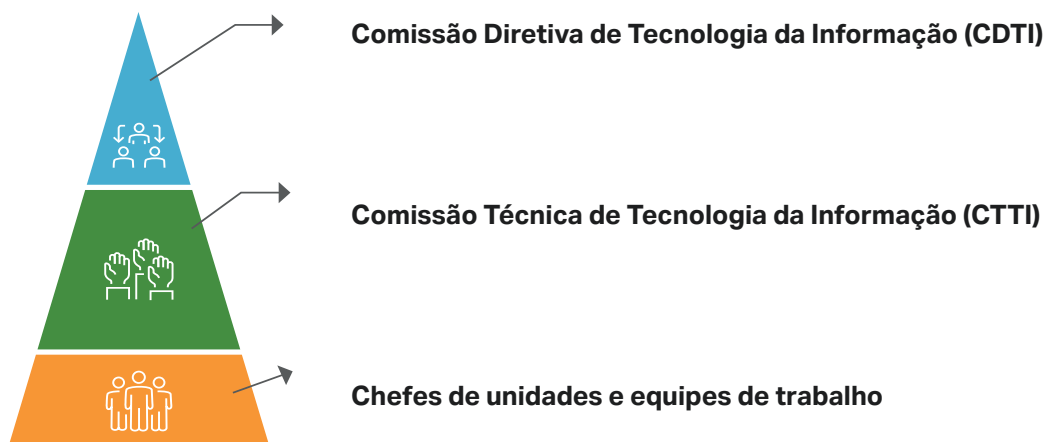 Comissão Diretiva de Tecnologia da Informação (CDTI)
Comissão Técnica de Tecnologia da Informação (CTTI)
Chefes de unidades e equipes de trabalho